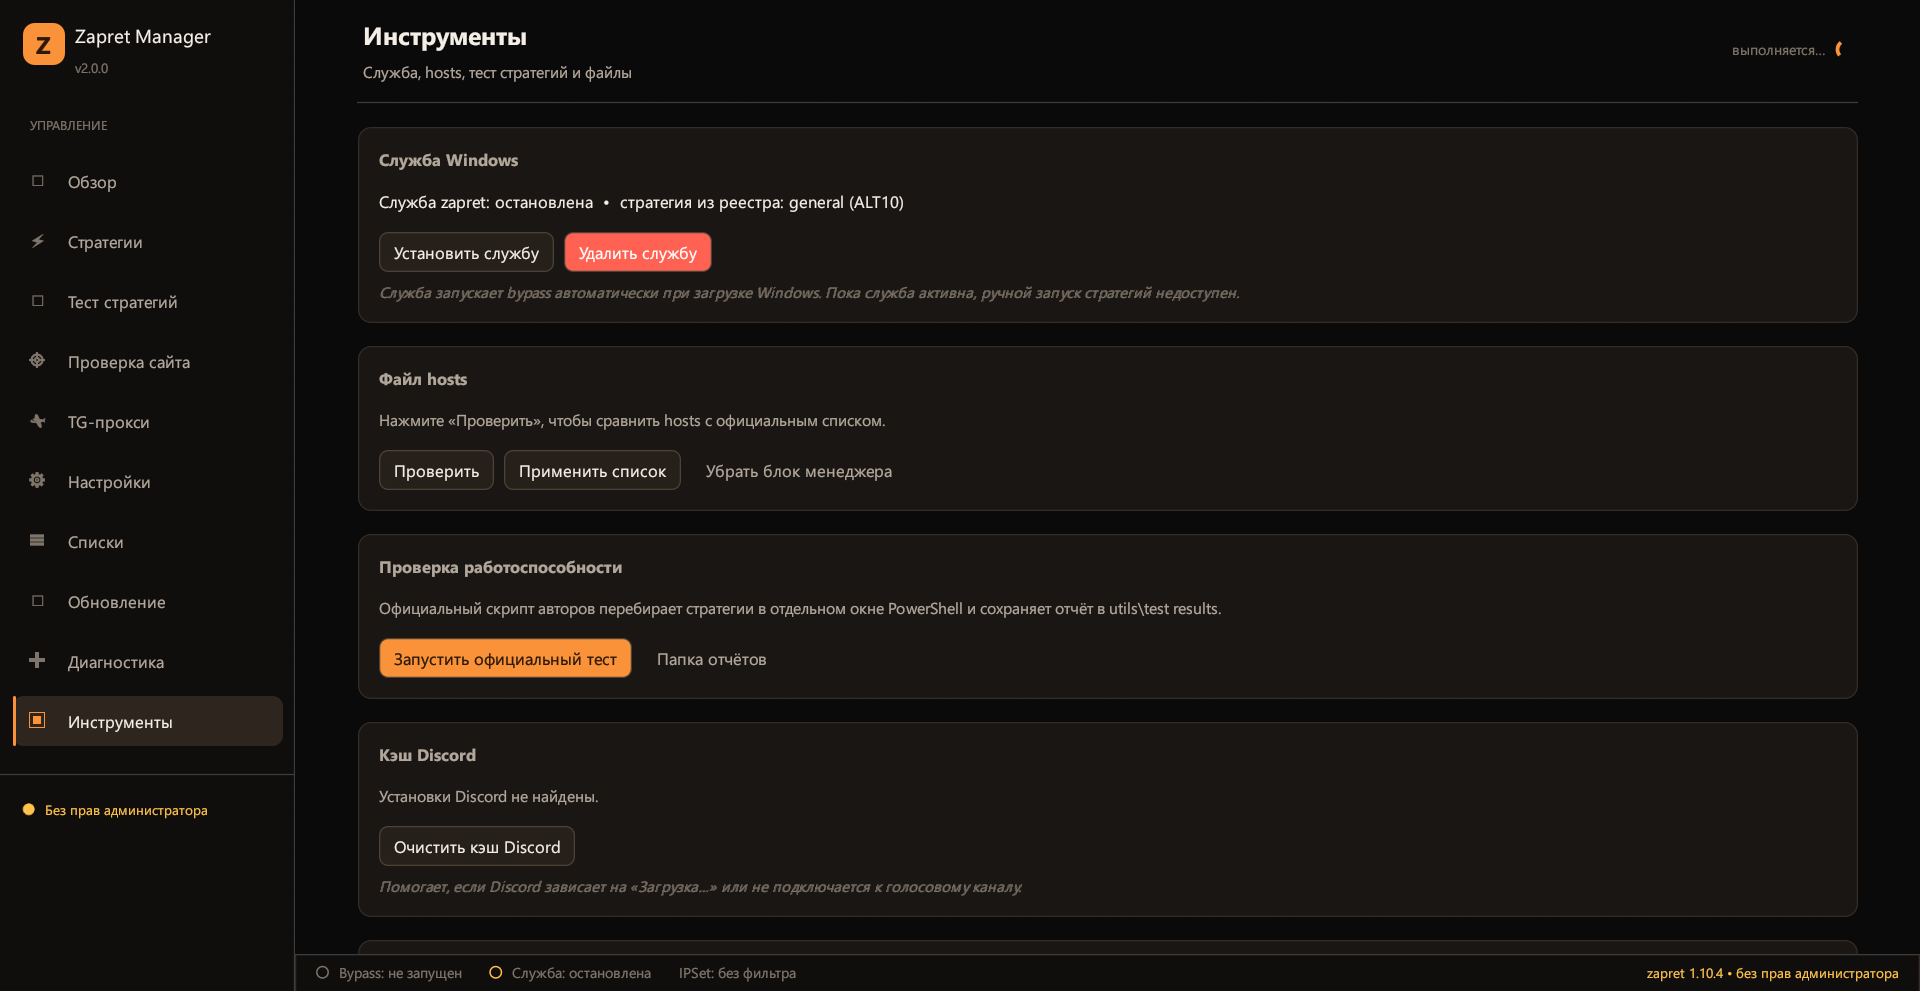 Z
Zapret Manager
v2.0.0
УПРАВЛЕНИЕ
Обзор
Стратегии
Тест стратегий
Проверка сайта
TG-прокси
Настройки
Списки
Обновление
Диагностика
Инструменты
Без прав администратора
Инструменты
Служба, hosts, тест стратегий и файлы
выполняется...
Служба Windows
Служба zapret: остановлена • стратегия из реестра: general (ALT10)
Установить службу Удалить службу
Служба запускает bypass автоматически при загрузке Windows. Пока служба активна, ручной запуск стратегий недоступен.
Файл hosts
Нажмите «Проверить», чтобы сравнить hosts с официальным списком.
Проверить Применить список Убрать блок менеджера
Проверка работоспособности
Официальный скрипт авторов перебирает стратегии в отдельном окне PowerShell и сохраняет отчёт в utils\test results.
Запустить официальный тест Папка отчётов
Кэш Discord
Установки Discord не найдены.
Очистить кэш Discord
Помогает, если Discord зависает на «Загрузка...» или не подключается к голосовому каналу.
Bypass: не запущен Служба: остановлена IPSet: без фильтра zapret 1.10.4 • без прав администратора